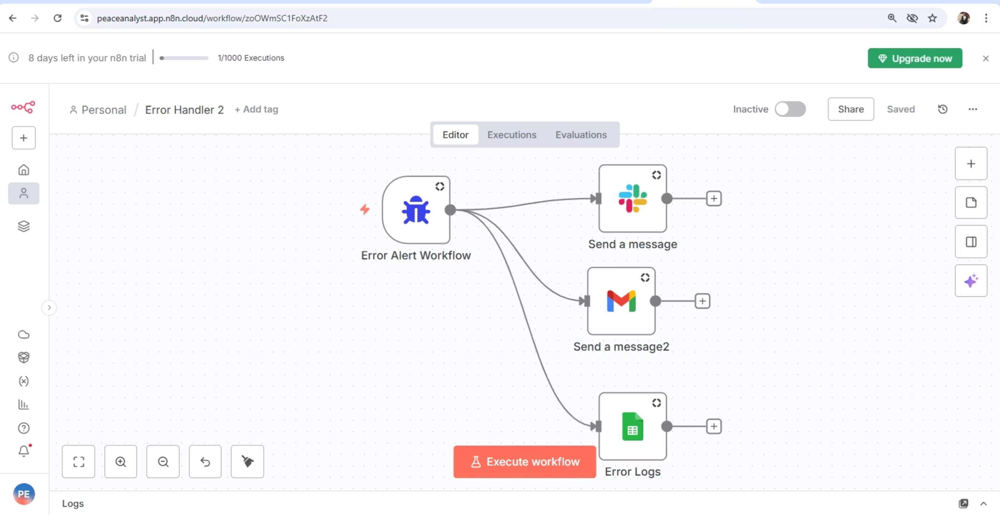 peaceanalyst.app.n8n.cloud/workflow/zoOWmSC1FoXzAtF2
8 days left in your n8n trial
1/1000 Executions
Upgrade now
Personal / Error Handler 2 + Add tag
Inactive
Share
Saved
Editor
Executions
Evaluations
Error Alert Workflow
Send a message
Send a message2
Execute workflow
Error Logs
PE
Logs